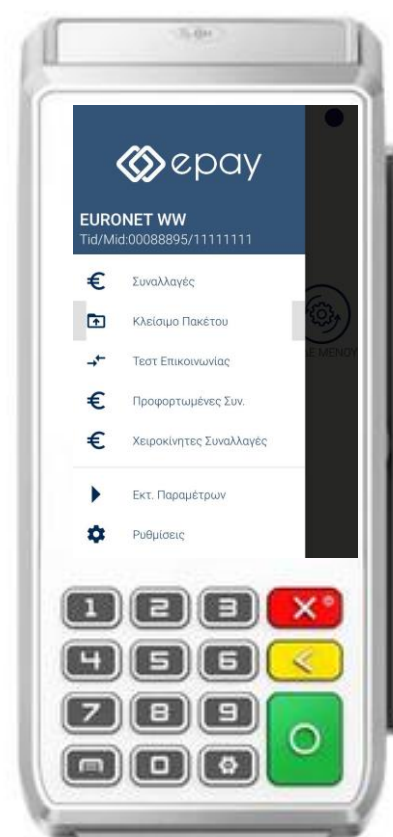 epay
EURONET WW
Tid/Mid:00088895/11111111
Συναλλαγές
Κλείσιμο Πακέτου
Τεστ Επικοινωνίας
Προφορτωμένες Συν.
Χειροκίνητες Συναλλαγές
Εκτ. Παραμέτρων
Ρυθμίσεις
ΜΕΝΟΥ
1 2 3
4 5 6
7 8 9
0